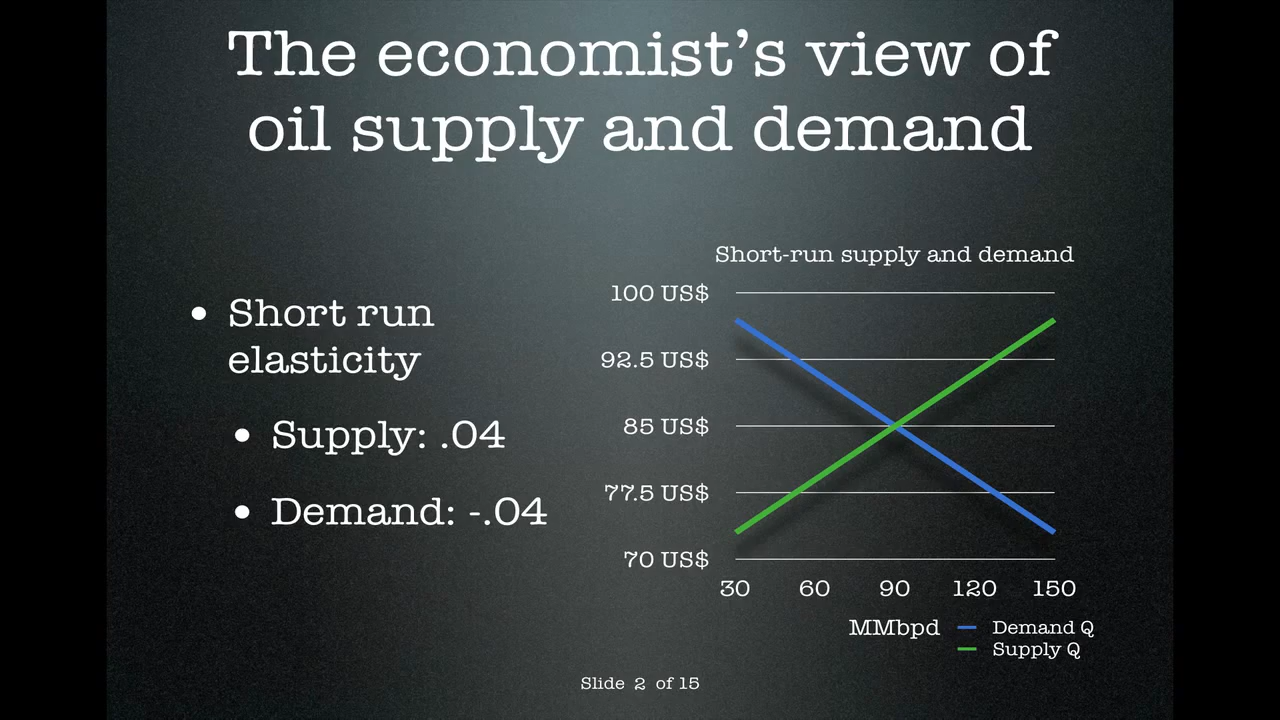 The economist's view of
oil supply and demand
• Short run
elasticity
• Supply: .04
• Demand: -.04
Short-run supply and demand
100 US$
92.5 US$
85 US$
77.5 US$
70 US$
30 60 90 120 150
MMbpd
Demand Q
Supply Q
Slide 2 of 15